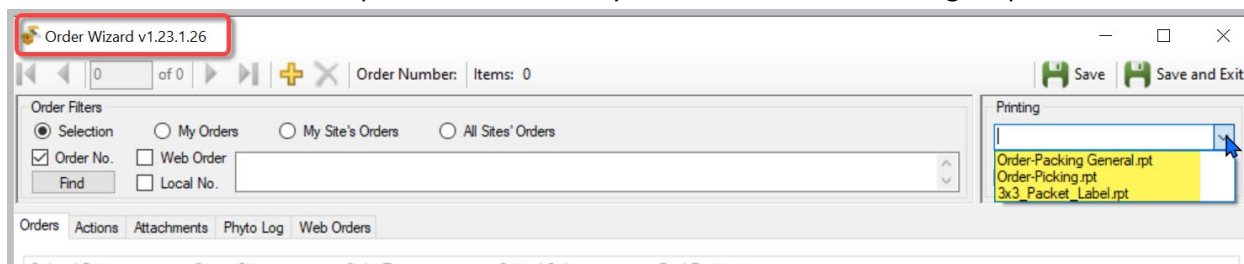 Order Wizard v1.23.1.26
0 of 0 Order Number: Items: 0 Save Save and Exit
Order Filters Printing
Selection My Orders My Site's Orders All Sites' Orders
Order No. Web Order
Find Local No.
Order-Packing General.rpt
Order-Picking.rpt
3x3_Packet_Label.rpt
Orders Actions Attachments Phyto Log Web Orders